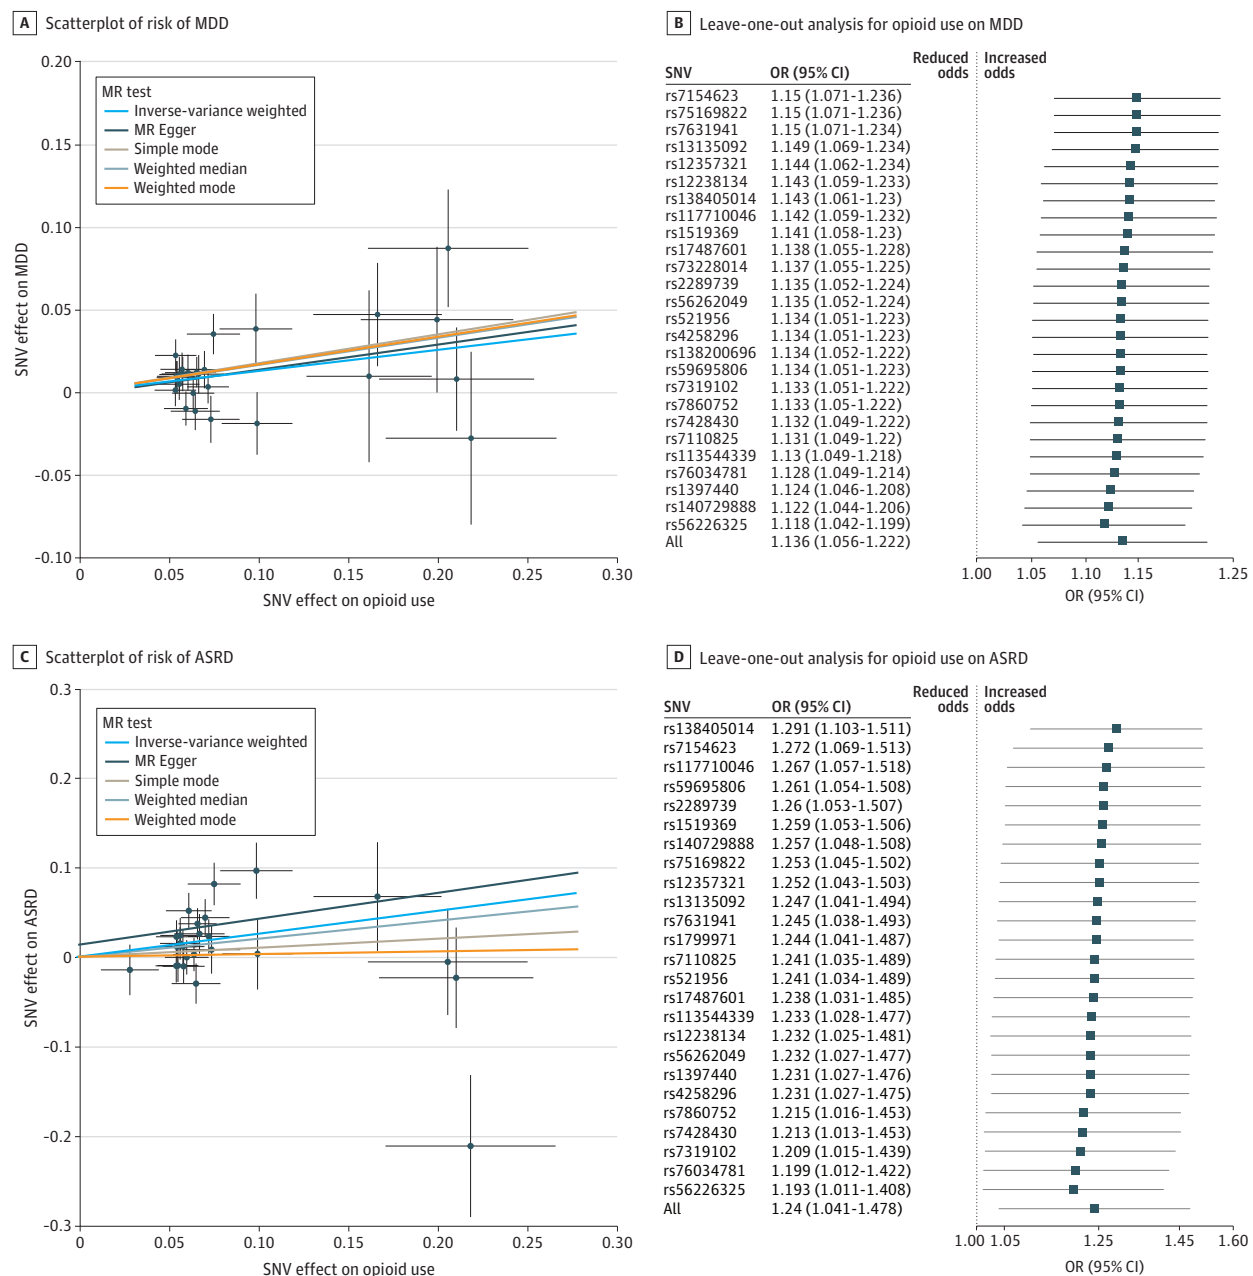 A Scatterplot of risk of MDD
0.20
0.15
0.10
0.05
0
-0.05
-0.10
SNV effect on MDD
MR test
Inverse-variance weighted
MR Egger
Simple mode
Weighted median
Weighted mode
0 0.05 0.10 0.15 0.20 0.25 0.30
SNV effect on opioid use
B Leave-one-out analysis for opioid use on MDD
Reduced odds Increased odds
SNV OR (95% CI)
rs7154623 1.15 (1.071-1.236)
rs75169822 1.15 (1.071-1.236)
rs7631941 1.15 (1.071-1.234)
rs13135092 1.149 (1.069-1.234)
rs12357321 1.144 (1.062-1.234)
rs12238134 1.143 (1.059-1.233)
rs138405014 1.143 (1.061-1.23)
rs117710046 1.142 (1.059-1.232)
rs1519369 1.141 (1.058-1.23)
rs17487601 1.138 (1.055-1.228)
rs73228014 1.137 (1.055-1.225)
rs2289739 1.135 (1.052-1.224)
rs56262049 1.135 (1.052-1.224)
rs521956 1.134 (1.051-1.223)
rs4258296 1.134 (1.051-1.223)
rs138200696 1.134 (1.052-1.222)
rs59695806 1.134 (1.051-1.223)
rs7319102 1.133 (1.051-1.222)
rs7860752 1.133 (1.05-1.222)
rs7428430 1.132 (1.049-1.222)
rs7110825 1.131 (1.049-1.22)
rs113544339 1.13 (1.049-1.218)
rs76034781 1.128 (1.049-1.214)
rs1397440 1.124 (1.046-1.208)
rs140729888 1.122 (1.044-1.206)
rs56226325 1.118 (1.042-1.199)
All 1.136 (1.056-1.222)
1.00 1.05 1.10 1.15 1.25
OR (95% CI)
C Scatterplot of risk of ASRD
0.3
0.2
0.1
0
-0.1
-0.2
-0.3
SNV effect on ASRD
MR test
Inverse-variance weighted
MR Egger
Simple mode
Weighted median
Weighted mode
0 0.05 0.10 0.15 0.20 0.25 0.30
SNV effect on opioid use
D Leave-one-out analysis for opioid use on ASRD
Reduced odds Increased odds
SNV OR (95% CI)
rs138405014 1.291 (1.103-1.511)
rs7154623 1.272 (1.069-1.513)
rs117710046 1.267 (1.057-1.518)
rs59695806 1.261 (1.054-1.508)
rs2289739 1.26 (1.053-1.507)
rs1519369 1.259 (1.053-1.506)
rs140729888 1.257 (1.048-1.508)
rs75169822 1.253 (1.045-1.502)
rs12357321 1.252 (1.043-1.503)
rs13135092 1.247 (1.041-1.494)
rs7631941 1.245 (1.038-1.493)
rs1799971 1.244 (1.041-1.487)
rs7110825 1.241 (1.035-1.489)
rs521956 1.241 (1.034-1.489)
rs17487601 1.238 (1.031-1.485)
rs113544339 1.233 (1.028-1.477)
rs12238134 1.232 (1.025-1.481)
rs56262049 1.232 (1.027-1.477)
rs1397440 1.231 (1.027-1.476)
rs4258296 1.231 (1.027-1.475)
rs7860752 1.215 (1.016-1.453)
rs7428430 1.213 (1.013-1.453)
rs7319102 1.209 (1.015-1.439)
rs76034781 1.199 (1.012-1.422)
rs56226325 1.193 (1.011-1.408)
All 1.24 (1.041-1.478)
1.00 1.05 1.25 1.45 1.60
OR (95% CI)